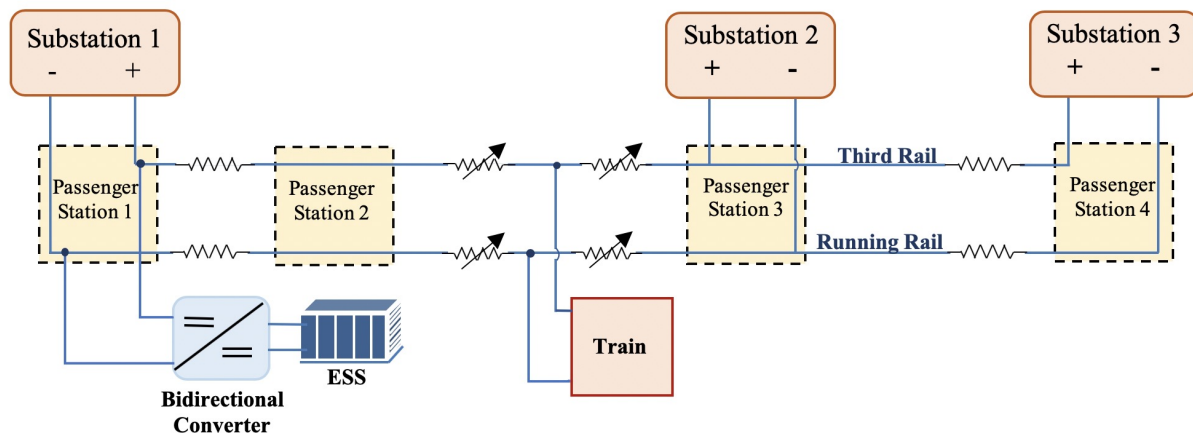 Substation 1
- +
Substation 2
+ -
Substation 3
+ -
Third Rail
Passenger
Station 1
Passenger
Station 2
Passenger
Station 3
Passenger
Station 4
Running Rail
Train
ESS
Bidirectional
Converter